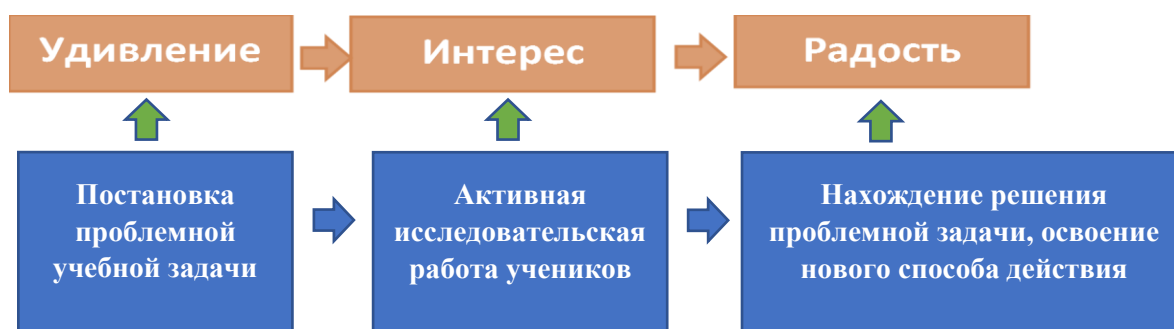 Удивление
Интерес
Радость
Постановка
проблемной
учебной задачи
Активная
исследовательская
работа учеников
Нахождение решения
проблемной задачи, освоение
нового способа действия